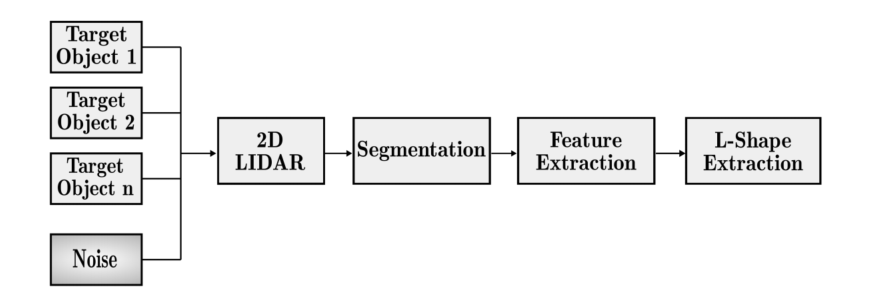 Target
Object 1
Target
Object 2
Target
Object n
Noise
2D
LIDAR
Segmentation
Feature
Extraction
L-Shape
Extraction